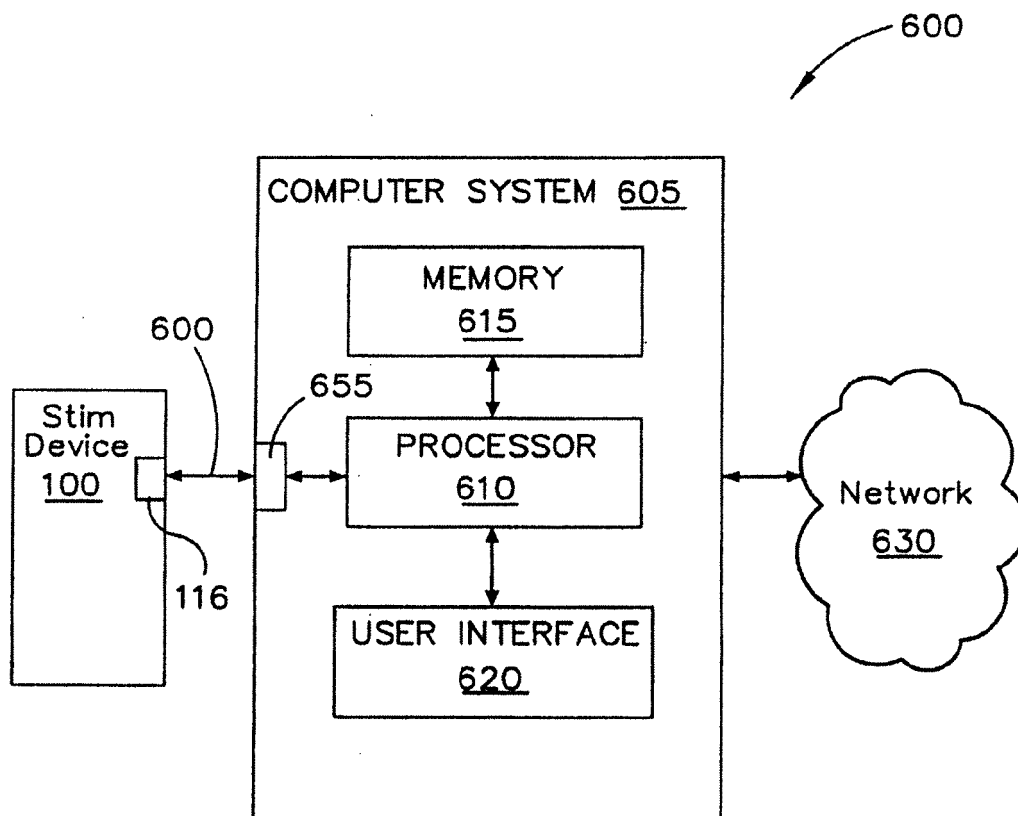 600
COMPUTER SYSTEM 605
MEMORY
615
600
655
Stim
Device
100
PROCESSOR
610
Network
630
116
USER INTERFACE
620